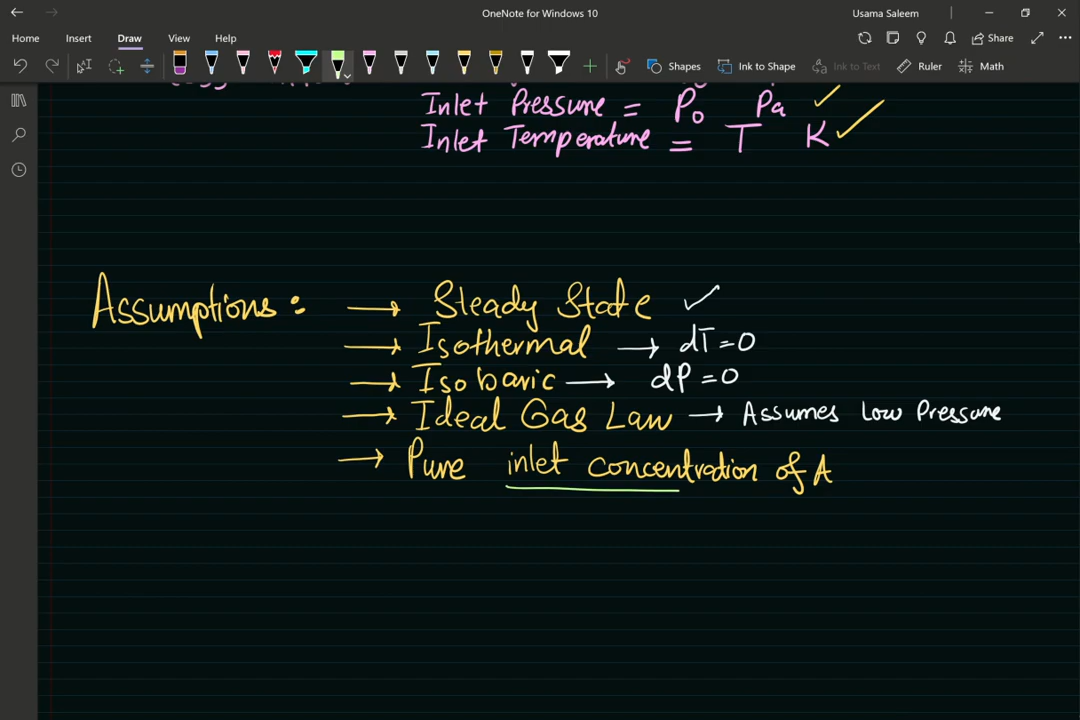 OneNote for Windows 10
Usama Saleem
Home Insert Draw View Help
Share
Shapes Ink to Shape Ink to Text Ruler Math
Inlet Pressure = P₀ Pa
Inlet Temperature = T K
Assumptions:
→ Steady State ✓
→ Isothermal → dT=0
→ Isobaric → dP=0
→ Ideal Gas Law → Assumes Low Pressure
→ Pure inlet concentration of A